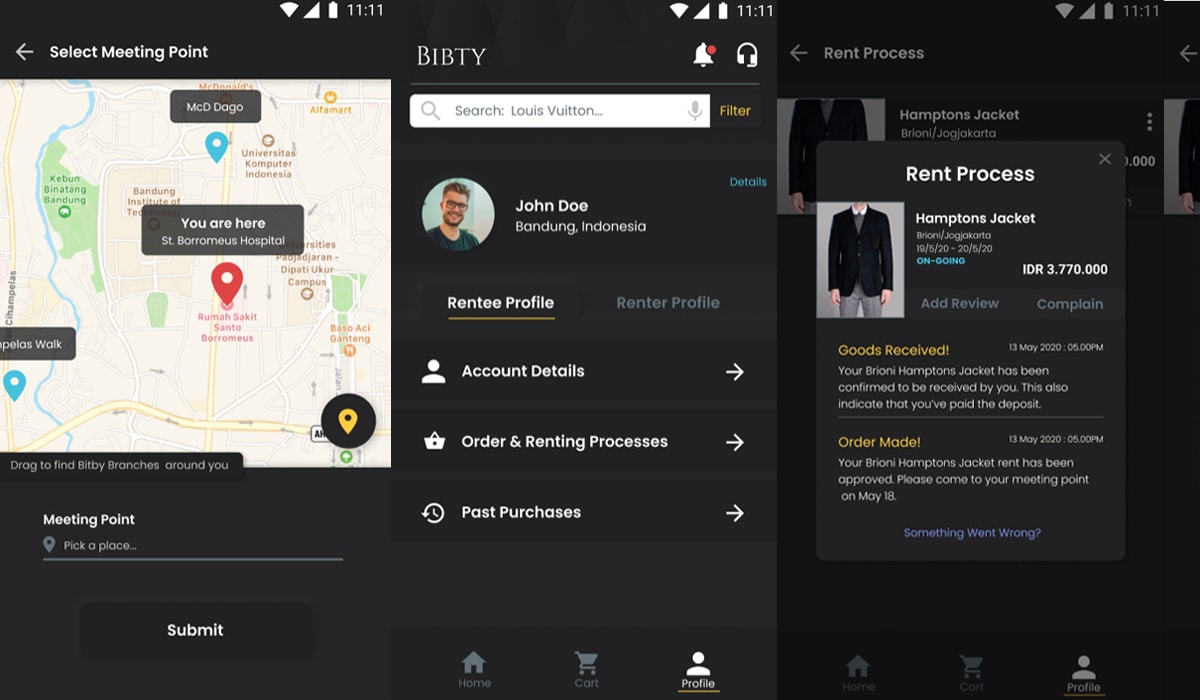 11:11
Select Meeting Point
McDonald's
McD Dago
Alfamart
Universitas
Komputer
Indonesia
Kebun
Binatang
Bandung
Bandung
Institute of
Technology
You are here
St. Borromeus Hospital
Universities
Padjadjaran -
Dipati Ukur
Campus
Cihampelas
Rumah Sakit
Santo
Borromeus
Baso Aci
Ganteng
Jalan
mpelas Walk
AH
Drag to find Bitby Branches around you
Meeting Point
Pick a place...
Submit
11:11
BIBTY
Search: Louis Vuitton...
Filter
Details
John Doe
Bandung, Indonesia
Rentee Profile
Renter Profile
Account Details
Order & Renting Processes
Past Purchases
Home
Cart
Profile
11:11
Rent Process
Hamptons Jacket
Brioni/Jogjakarta
0.000
n
Rent Process
Hamptons Jacket
Brioni/Jogjakarta
19/5/20 - 20/5/20
ON-GOING
IDR 3.770.000
Add Review
Complain
Goods Received!
13 May 2020 : 05.00PM
Your Brioni Hamptons Jacket has been
confirmed to be received by you. This also
indicate that you've paid the deposit.
Order Made!
13 May 2020 : 05.00PM
Your Brioni Hamptons Jacket rent has been
approved. Please come to your meeting point
on May 18.
Something Went Wrong?
Home
Cart
Profile